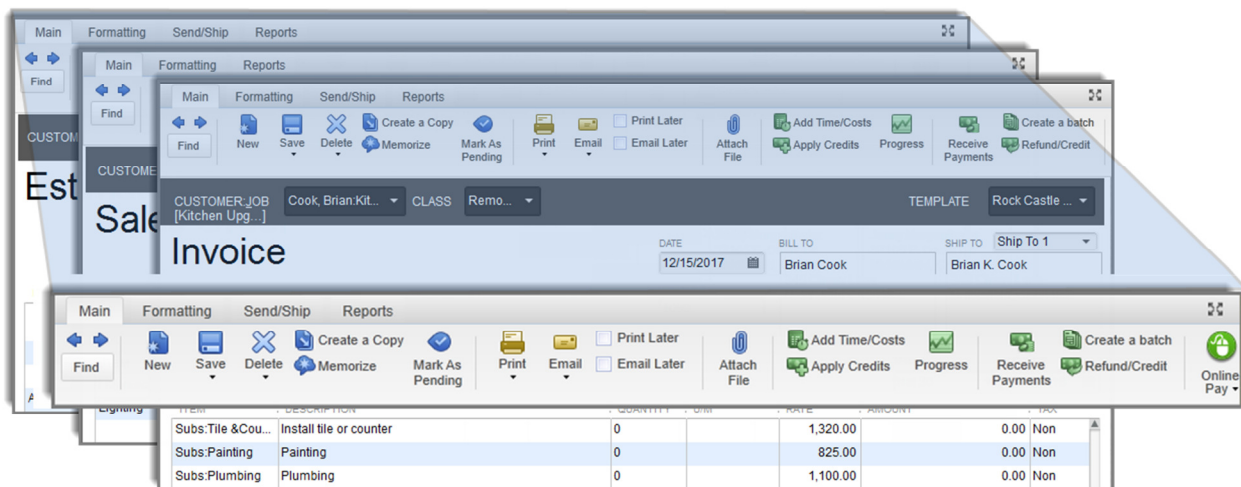 Main Formatting Send/Ship Reports
Find
CUSTOM
Est
Main Formatting Reports
Find
CUSTOME
Sale
Main Formatting Send/Ship Reports
Find New Save Delete Create a Copy Memorize Mark As Pending Print Email Print Later Email Later Attach File Add Time/Costs Apply Credits Progress Receive Payments Create a batch Refund/Credit
CUSTOMER:JOB Cook, Brian:Kit... CLASS Remo... TEMPLATE Rock Castle ...
[Kitchen Upg...]
Invoice
DATE BILL TO SHIP TO Ship To 1
12/15/2017 Brian Cook Brian K. Cook
Main Formatting Send/Ship Reports
Find New Save Delete Create a Copy Memorize Mark As Pending Print Email Print Later Email Later Attach File Add Time/Costs Apply Credits Progress Receive Payments Create a batch Refund/Credit Online Pay
A
Lighting
ITEM DESCRIPTION QUANTITY U/M RATE AMOUNT TAX
Subs:Tile &Cou... Install tile or counter 0 1,320.00 0.00 Non
Subs:Painting Painting 0 825.00 0.00 Non
Subs:Plumbing Plumbing 0 1,100.00 0.00 Non